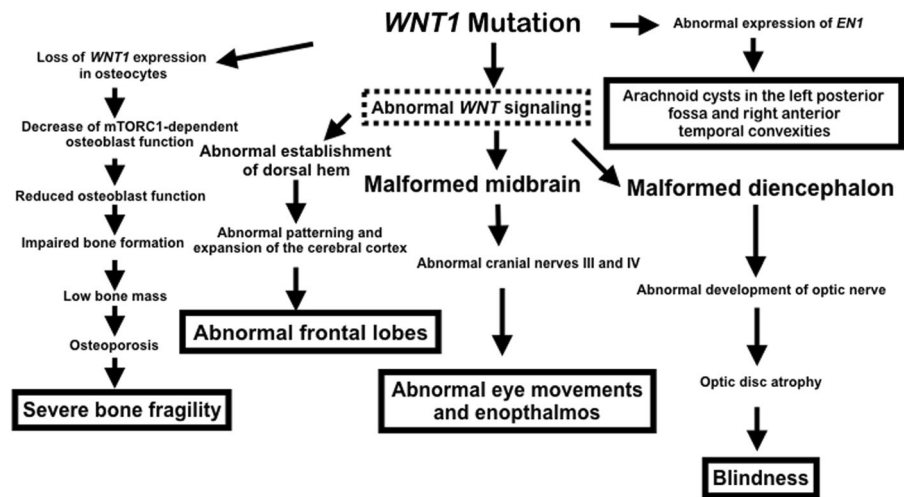 WNT1 Mutation
Abnormal expression of EN1
Arachnoid cysts in the left posterior
fossa and right anterior
temporal convexities
Loss of WNT1 expression
in osteocytes
Decrease of mTORC1-dependent
osteoblast function
Reduced osteoblast function
Impaired bone formation
Low bone mass
Osteoporosis
Severe bone fragility
Abnormal WNT signaling
Abnormal establishment
of dorsal hem
Abnormal patterning and
expansion of the cerebral cortex
Abnormal frontal lobes
Malformed midbrain
Abnormal cranial nerves III and IV
Abnormal eye movements
and enopthalmos
Malformed diencephalon
Abnormal development of optic nerve
Optic disc atrophy
Blindness